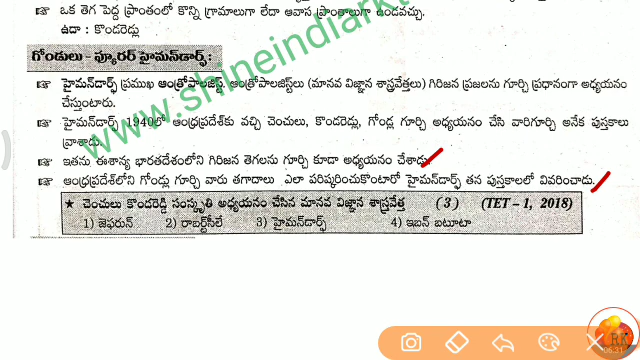 ☞ ఒక తెగ పెద్ద ప్రాంతంలో కొన్ని గ్రామాలుగా లేదా ఆవాస ప్రాంతాలుగా ఉండవచ్చు.
ఉదా : కొండరెడ్లు
గోండులు - ఫ్యూరర్ హైమన్‌డార్ఫ్:
☞ హైమన్‌డార్ఫ్ ప్రముఖ ఆంత్రోపాలజిస్ట్. ఆంత్రోపాలజిస్ట్‌లు (మానవ విజ్ఞాన శాస్త్రవేత్తలు) గిరిజన ప్రజలను గూర్చి ప్రధానంగా అధ్యయనం
చేస్తుంటారు.
☞ హైమన్‌డార్ఫ్ 1940లో ఆంధ్రప్రదేశ్‌కు వచ్చి చెంచులు, కొండరెడ్లు, గోండ్ల గూర్చి అధ్యయనం చేసి వారిగూర్చి అనేక పుస్తకాలు
వ్రాశాడు.
☞ ఇతను ఈశాన్య భారతదేశంలోని గిరిజన తెగలను గూర్చి కూడా అధ్యయనం చేశాడు.
☞ ఆంధ్రప్రదేశ్‌లోని గోండ్లు గూర్చి వారు తగాదాలు ఎలా పరిష్కరించుకొంటారో హైమన్‌డార్ఫ్ తన పుస్తకాలలో వివరించాడు.
★ చెంచులు కొండరెడ్డి సంస్కృతి అధ్యయనం చేసిన మానవ విజ్ఞాన శాస్త్రవేత్త ( 3 ) (TET – 1, 2018)
1) జెఫరున్ 2) రాబర్ట్‌సీలే 3) హైమన్‌డార్ఫ్ 4) ఇబన్ బటూటా
RK
06:31